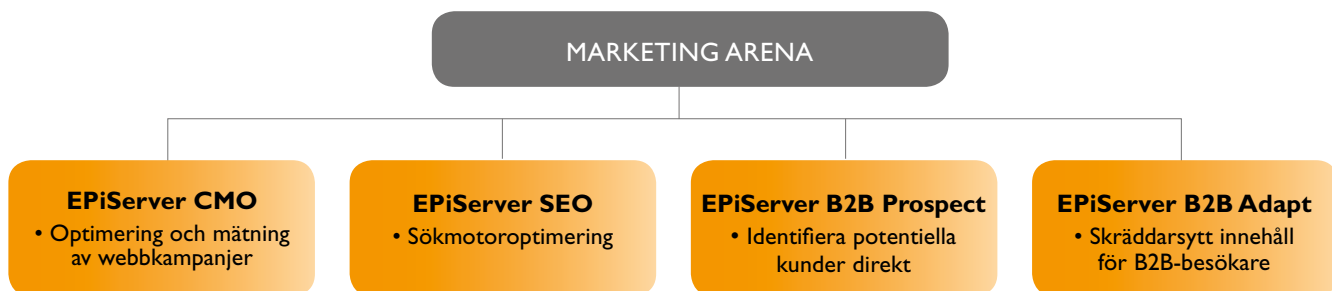 MARKETING ARENA
EPiServer CMO
• Optimering och mätning
av webbkampanjer
EPiServer SEO
• Sökmotoroptimering
EPiServer B2B Prospect
• Identifiera potentiella
kunder direkt
EPiServer B2B Adapt
• Skräddarsytt innehåll
för B2B-besökare